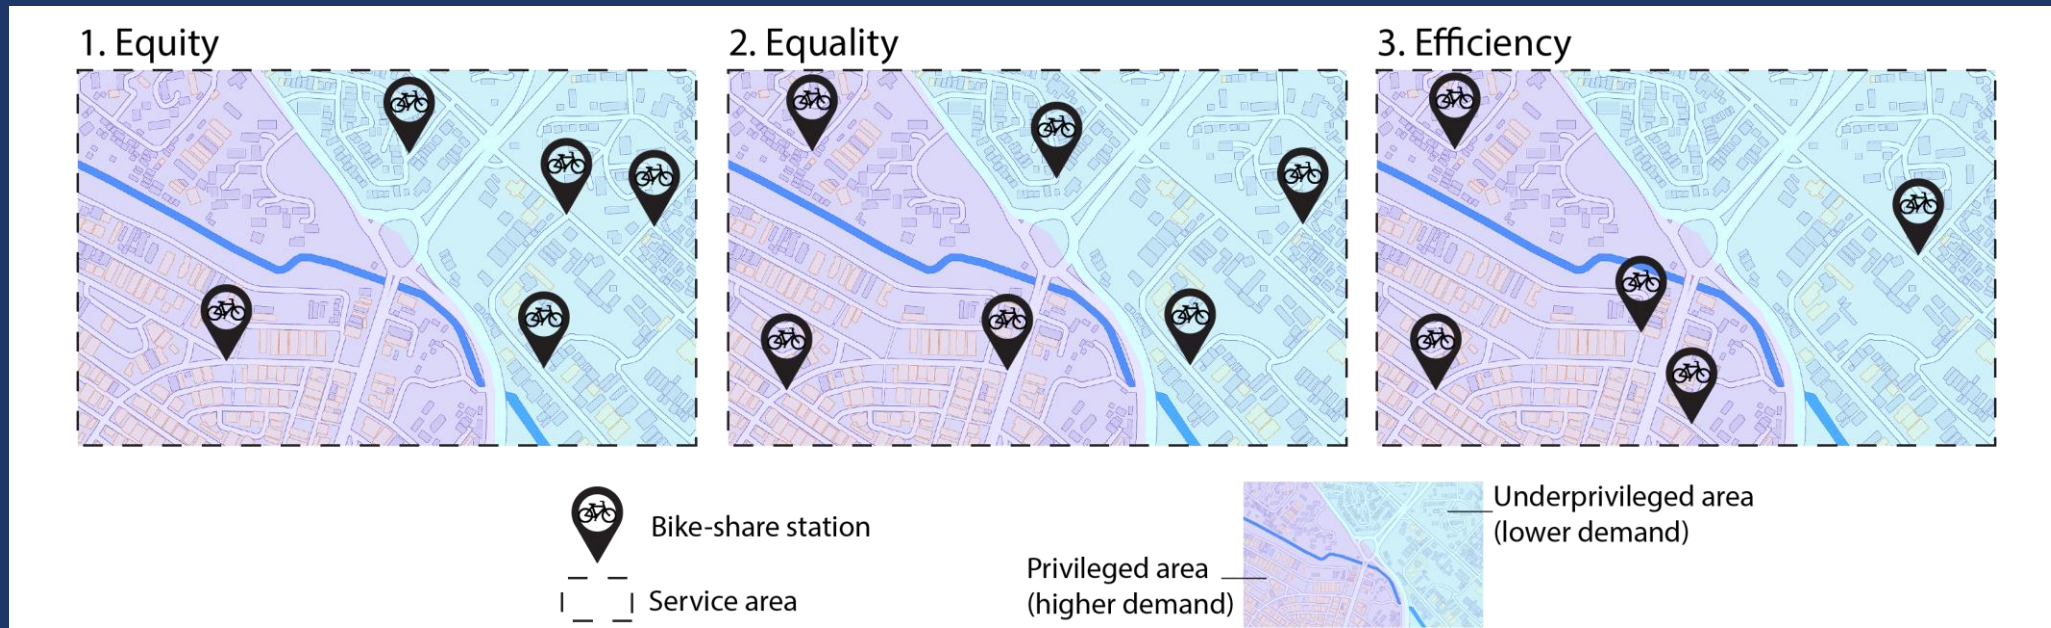 1. Equity
2. Equality
3. Efficiency
Bike-share station
Service area
Privileged area
(higher demand)
Underprivileged area
(lower demand)